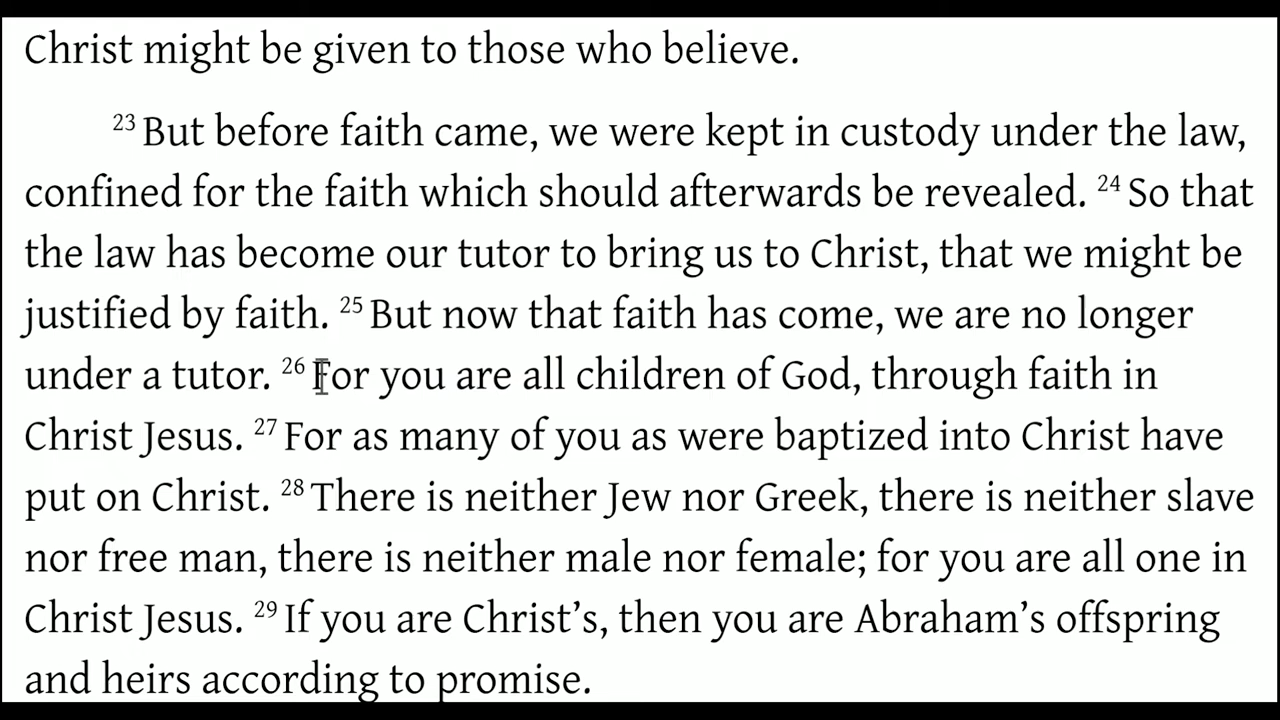 Christ might be given to those who believe.
23 But before faith came, we were kept in custody under the law,
confined for the faith which should afterwards be revealed. 24 So that
the law has become our tutor to bring us to Christ, that we might be
justified by faith. 25 But now that faith has come, we are no longer
under a tutor. 26 For you are all children of God, through faith in
Christ Jesus. 27 For as many of you as were baptized into Christ have
put on Christ. 28 There is neither Jew nor Greek, there is neither slave
nor free man, there is neither male nor female; for you are all one in
Christ Jesus. 29 If you are Christ’s, then you are Abraham’s offspring
and heirs according to promise.